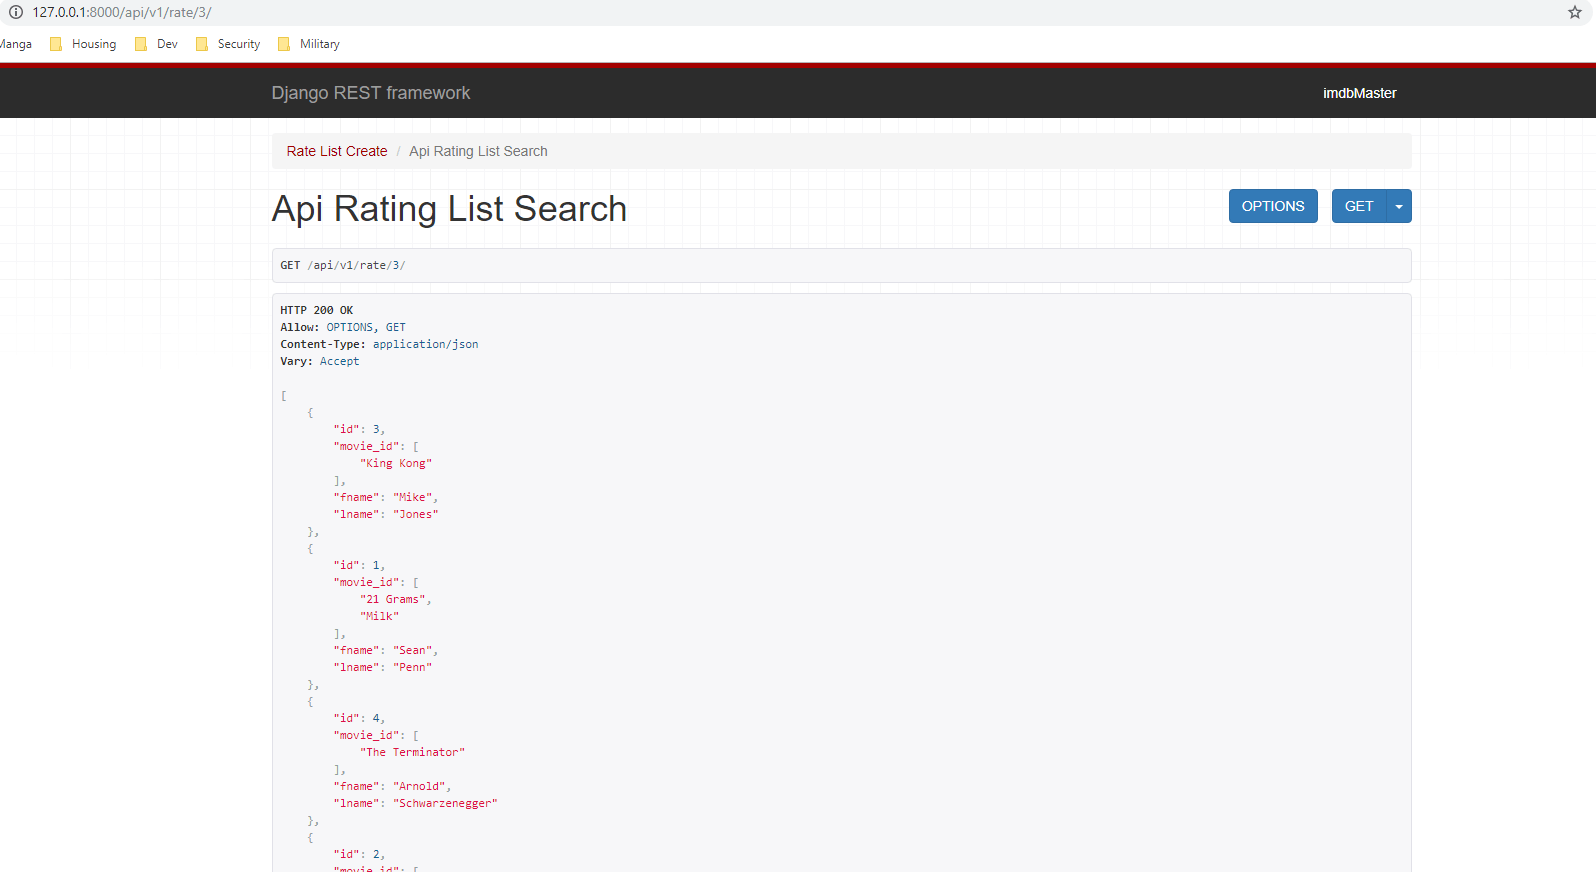 127.0.0.1:8000/api/v1/rate/3/
Housing Dev Security Military
Django REST framework imdbMaster
Rate List Create / Api Rating List Search
Api Rating List Search OPTIONS GET
GET /api/v1/rate/3/
HTTP 200 OK
Allow: OPTIONS, GET
Content-Type: application/json
Vary: Accept
[
{
"id": 3,
"movie_id": [
"King Kong"
],
"fname": "Mike",
"lname": "Jones"
},
{
"id": 1,
"movie_id": [
"21 Grams",
"Milk"
],
"fname": "Sean",
"lname": "Penn"
},
{
"id": 4,
"movie_id": [
"The Terminator"
],
"fname": "Arnold",
"lname": "Schwarzenegger"
},
{
"id": 2,
"movie_id": [